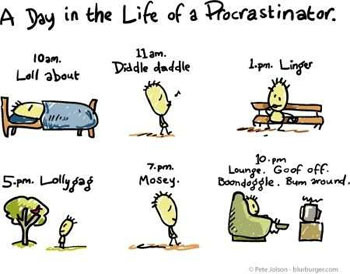 A Day in the Life of a Procrastinator.
10am.
Loll about
11am.
Diddle daddle
1.pm. Linger
5.pm. Lollygag
7.pm.
Mosey.
10.pm
Lounge. Goof off.
Boondoggle. Bum around.
© Pete Jolson - blurburger.com